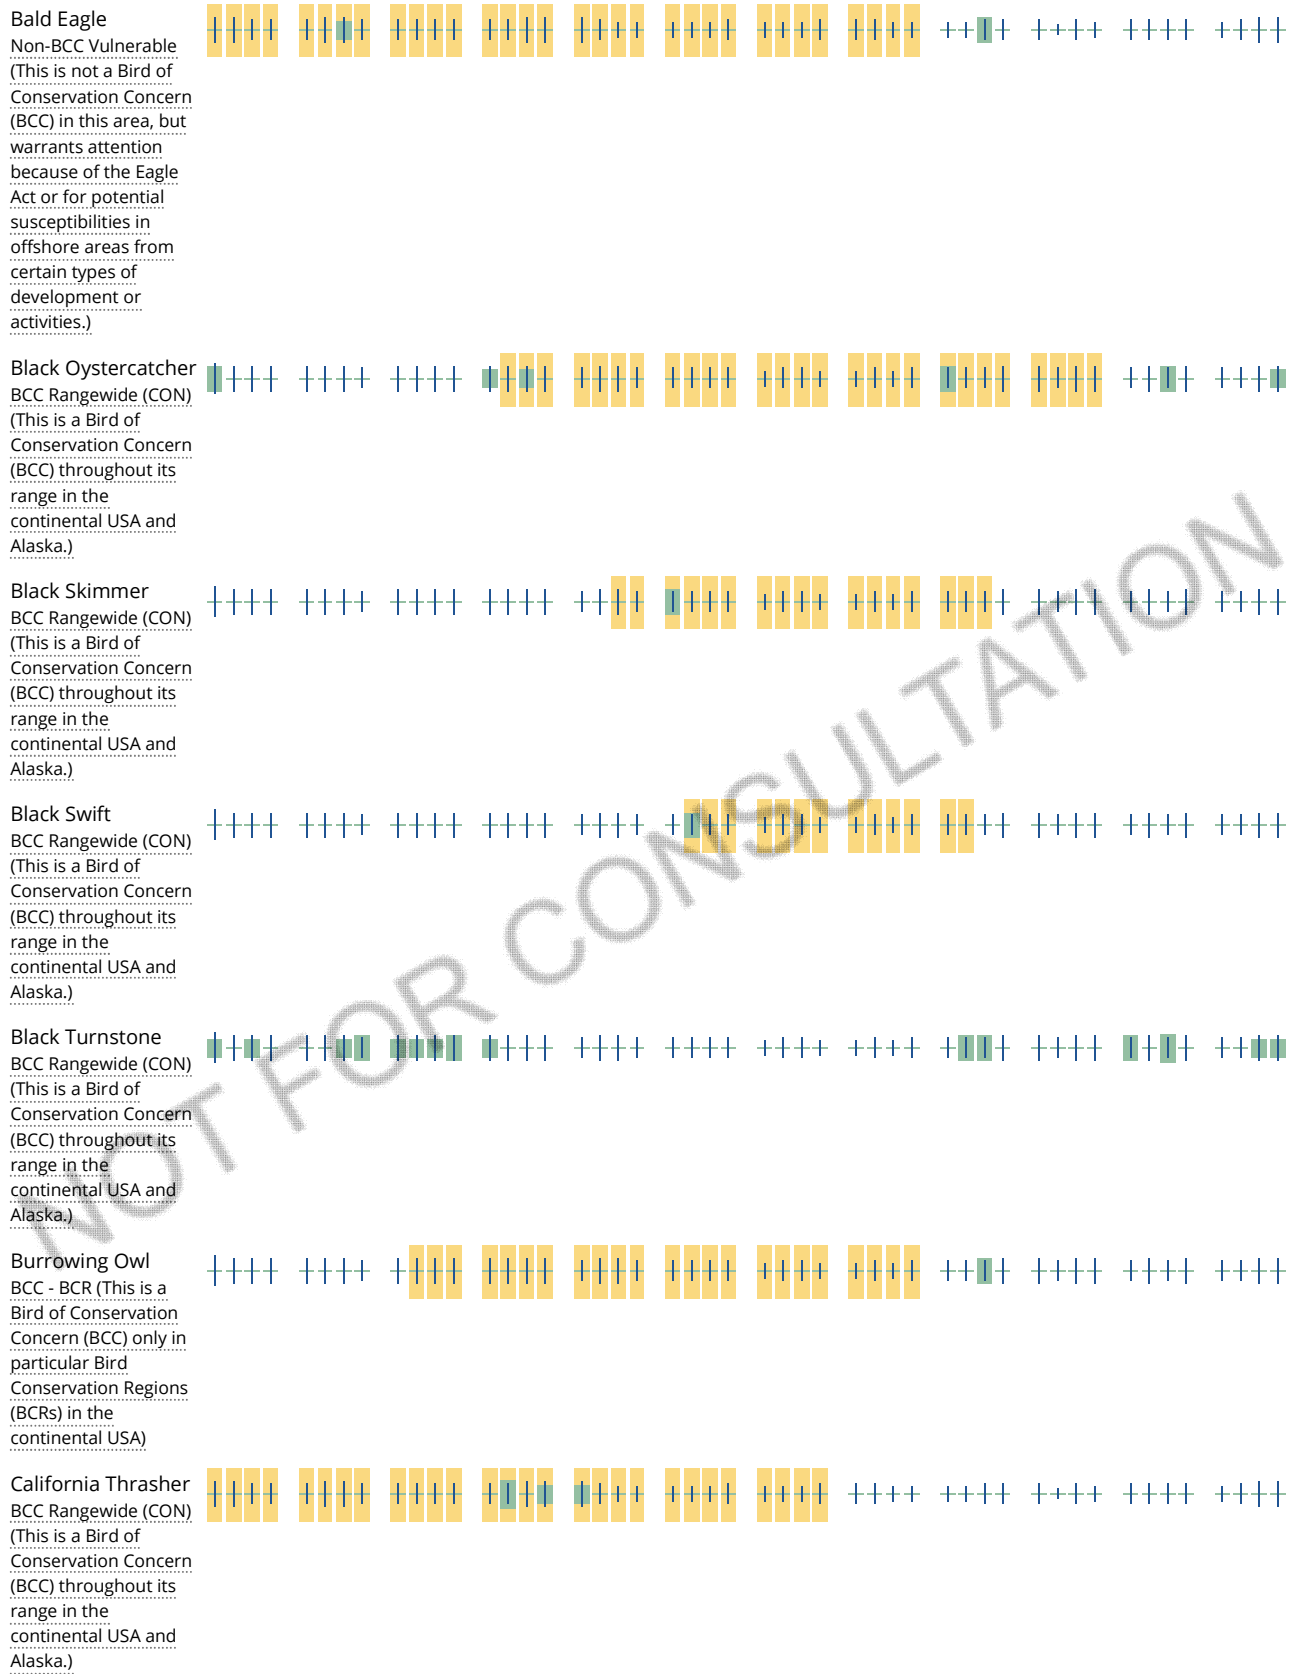 Bald Eagle
Non-BCC Vulnerable
(This is not a Bird of
Conservation Concern
(BCC) in this area, but
warrants attention
because of the Eagle
Act or for potential
susceptibilities in
offshore areas from
certain types of
development or
activities.)
Black Oystercatcher
BCC Rangewide (CON)
(This is a Bird of
Conservation Concern
(BCC) throughout its
range in the
continental USA and
Alaska.)
Black Skimmer
BCC Rangewide (CON)
(This is a Bird of
Conservation Concern
(BCC) throughout its
range in the
continental USA and
Alaska.)
Black Swift
BCC Rangewide (CON)
(This is a Bird of
Conservation Concern
(BCC) throughout its
range in the
continental USA and
Alaska.)
Black Turnstone
BCC Rangewide (CON)
(This is a Bird of
Conservation Concern
(BCC) throughout its
range in the
continental USA and
Alaska.)
Burrowing Owl
BCC - BCR (This is a
Bird of Conservation
Concern (BCC) only in
particular Bird
Conservation Regions
(BCRs) in the
continental USA)
California Thrasher
BCC Rangewide (CON)
(This is a Bird of
Conservation Concern
(BCC) throughout its
range in the
continental USA and
Alaska.)
NOT FOR CONSULTATION